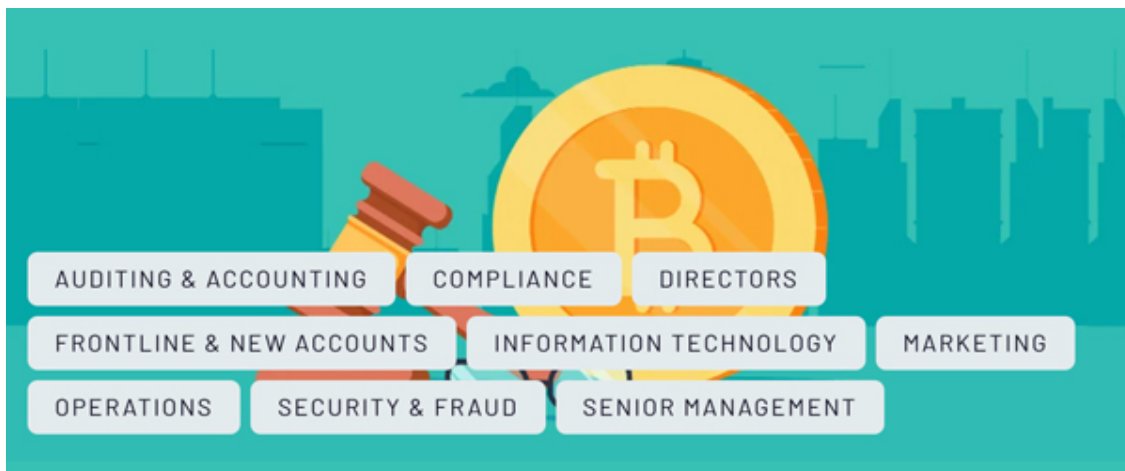 AUDITING & ACCOUNTING COMPLIANCE DIRECTORS
FRONTLINE & NEW ACCOUNTS INFORMATION TECHNOLOGY MARKETING
OPERATIONS SECURITY & FRAUD SENIOR MANAGEMENT